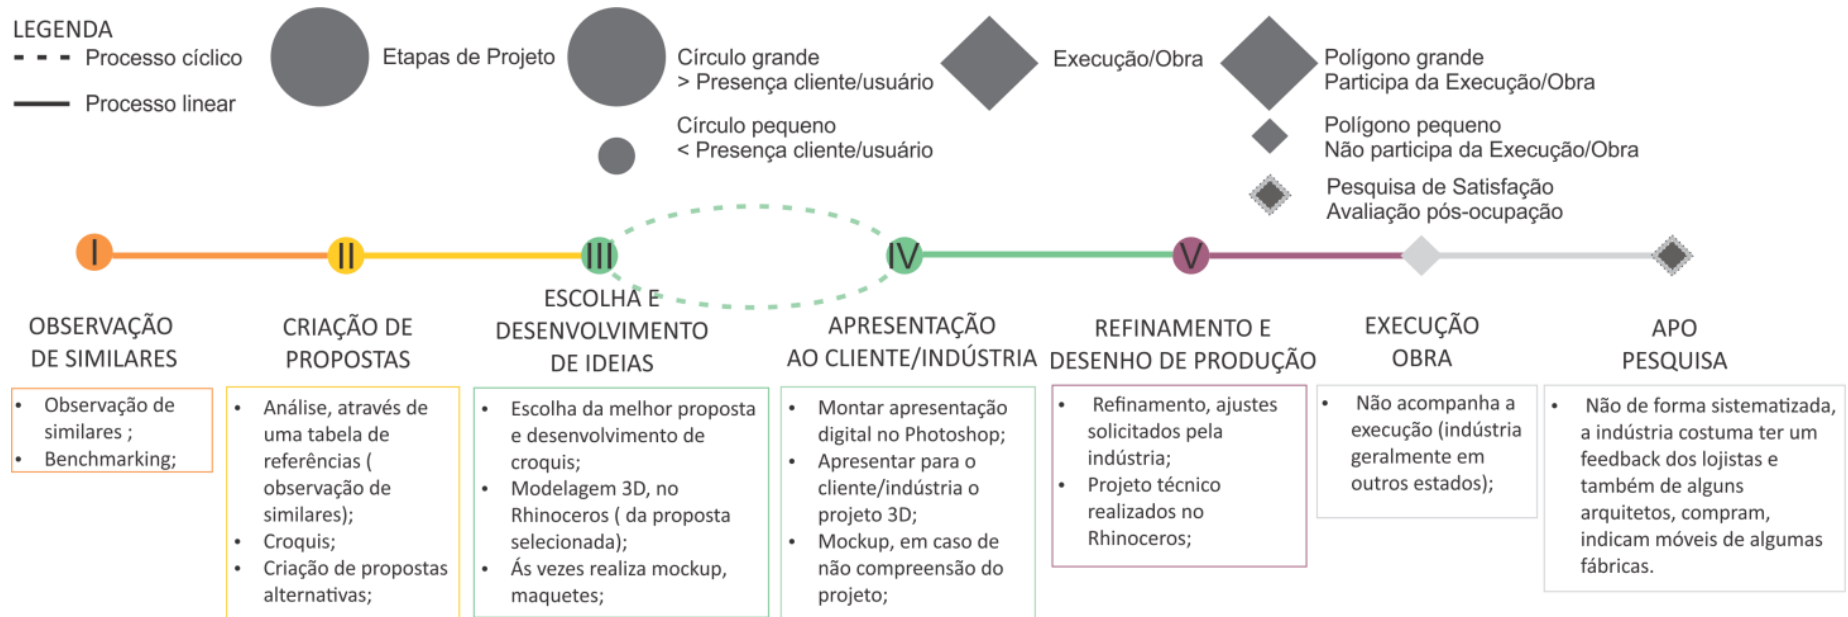 LEGENDA
Processo cíclico
Processo linear
Etapas de Projeto
Círculo grande
> Presença cliente/usuário
Círculo pequeno
< Presença cliente/usuário
Execução/Obra
Polígono grande
Participa da Execução/Obra
Polígono pequeno
Não participa da Execução/Obra
Pesquisa de Satisfação
Avaliação pós-ocupação
I
II
III
IV
V
OBSERVAÇÃO
DE SIMILARES
• Observação de
similares ;
• Benchmarking;
CRIAÇÃO DE
PROPOSTAS
• Análise, através de
uma tabela de
referências (
observação de
similares);
• Croquis;
• Criação de propostas
alternativas;
ESCOLHA E
DESENVOLVIMENTO
DE IDEIAS
• Escolha da melhor proposta
e desenvolvimento de
croquis;
• Modelagem 3D, no
Rhinoceros ( da proposta
selecionada);
• Ás vezes realiza mockup,
maquetes;
APRESENTAÇÃO
AO CLIENTE/INDÚSTRIA
• Montar apresentação
digital no Photoshop;
• Apresentar para o
cliente/indústria o
projeto 3D;
• Mockup, em caso de
não compreensão do
projeto;
REFINAMENTO E
DESENHO DE PRODUÇÃO
• Refinamento, ajustes
solicitados pela
indústria;
• Projeto técnico
realizados no
Rhinoceros;
EXECUÇÃO
OBRA
• Não acompanha a
execução (indústria
geralmente em
outros estados);
APO
PESQUISA
• Não de forma sistematizada,
a indústria costuma ter um
feedback dos lojistas e
também de alguns
arquitetos, compram,
indicam móveis de algumas
fábricas.